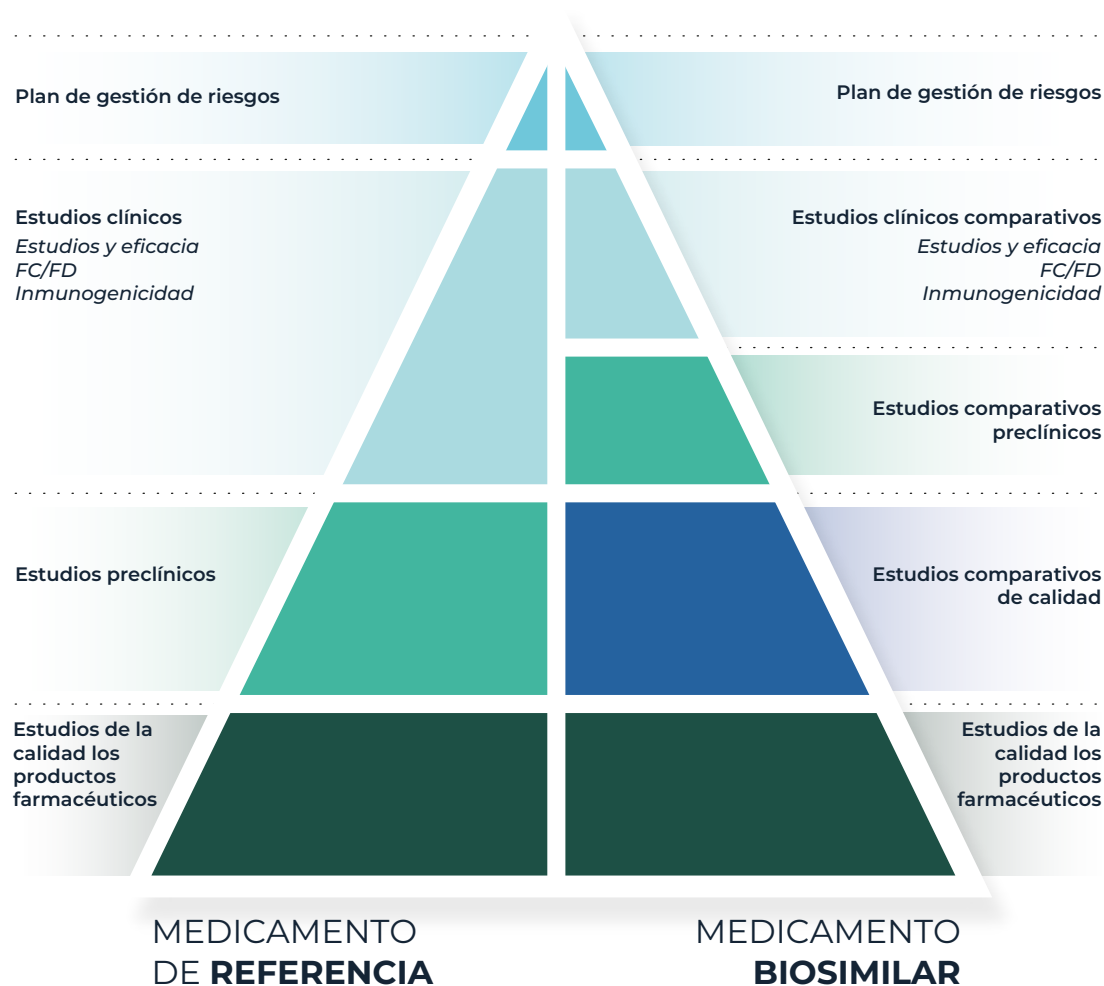 Plan de gestión de riesgos
Plan de gestión de riesgos
Estudios clínicos
Estudios y eficacia
FC/FD
Inmunogenicidad
Estudios clínicos comparativos
Estudios y eficacia
FC/FD
Inmunogenicidad
Estudios comparativos
preclínicos
Estudios preclínicos
Estudios comparativos
de calidad
Estudios de la
calidad los
productos
farmacéuticos
Estudios de la
calidad los
productos
farmacéuticos
MEDICAMENTO
DE REFERENCIA
MEDICAMENTO
BIOSIMILAR